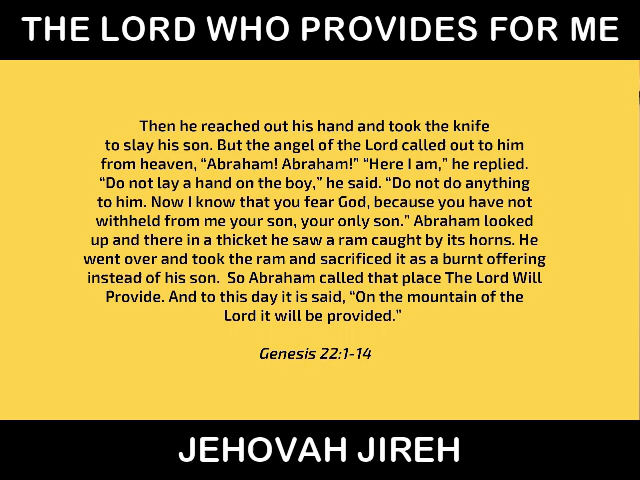 THE LORD WHO PROVIDES FOR ME
Then he reached out his hand and took the knife
to slay his son. But the angel of the Lord called out to him
from heaven, “Abraham! Abraham!” “Here I am,” he replied.
“Do not lay a hand on the boy,” he said. “Do not do anything
to him. Now I know that you fear God, because you have not
withheld from me your son, your only son.” Abraham looked
up and there in a thicket he saw a ram caught by its horns. He
went over and took the ram and sacrificed it as a burnt offering
instead of his son.  So Abraham called that place The Lord Will
Provide. And to this day it is said, “On the mountain of the
Lord it will be provided.”
Genesis 22:1-14
JEHOVAH JIREH